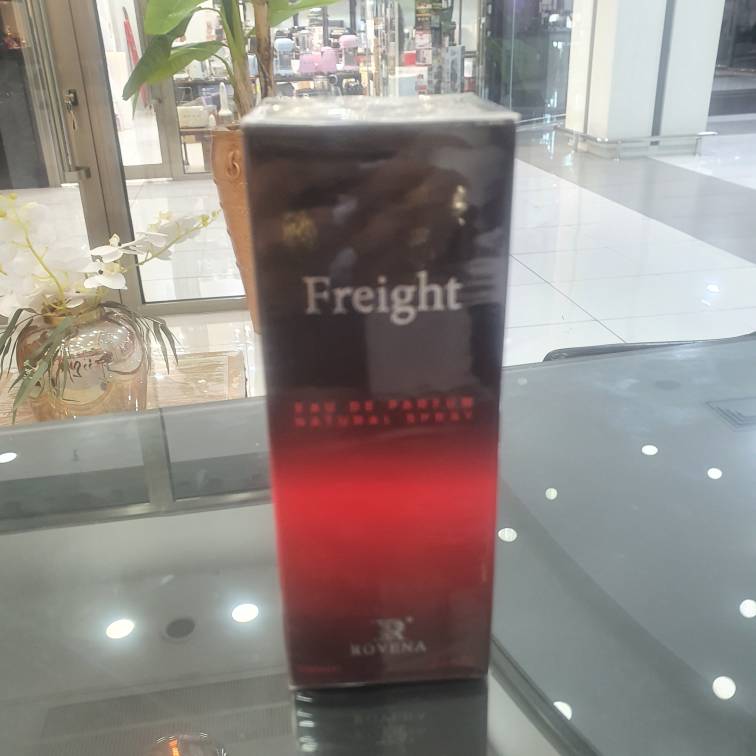 Freight
EAU DE PARFUM
NATURAL SPRAY
R
ROVENA